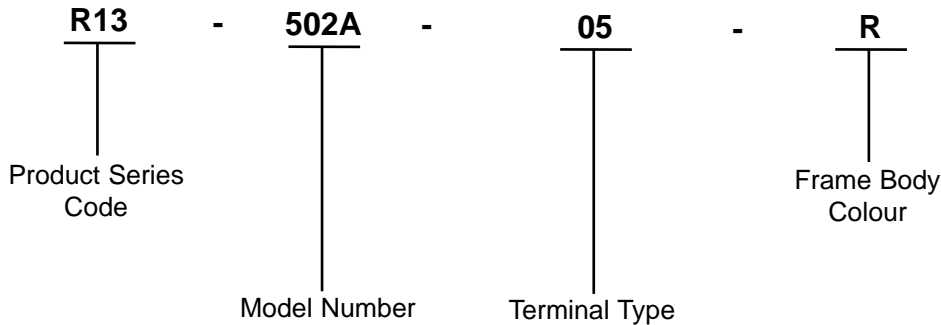 R13 - 502A - 05 - R
Product Series
Code
Frame Body
Colour
Model Number
Terminal Type